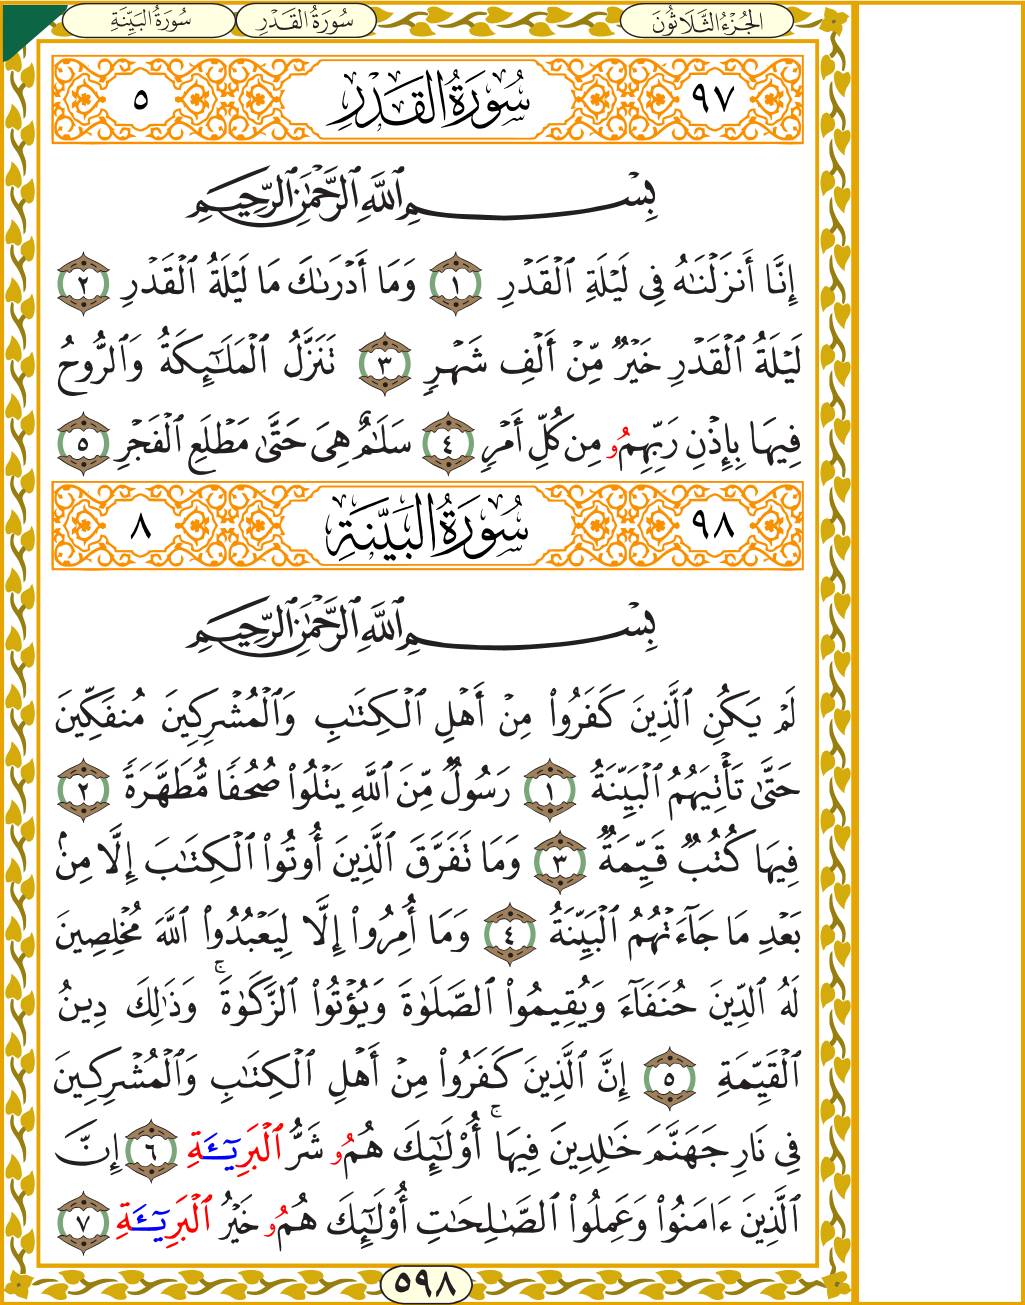 الجُزْءُ الثَّلَاثُونَ سُورَةُ القَدْرِ سُورَةُ البَيِّنَةِ
٩٧ سُورَةُ القَدْرِ ٥
بِسْمِ ٱللَّهِ ٱلرَّحْمَٰنِ ٱلرَّحِيمِ
إِنَّا أَنزَلْنَٰهُ فِى لَيْلَةِ ٱلْقَدْرِ ١ وَمَا أَدْرَىٰكَ مَا لَيْلَةُ ٱلْقَدْرِ ٢
لَيْلَةُ ٱلْقَدْرِ خَيْرٌ مِّنْ أَلْفِ شَهْرٍ ٣ تَنَزَّلُ ٱلْمَلَٰٓئِكَةُ وَٱلرُّوحُ
فِيهَا بِإِذْنِ رَبِّهِمُۥ مِن كُلِّ أَمْرٍ ٤ سَلَٰمٌ هِىَ حَتَّىٰ مَطْلَعِ ٱلْفَجْرِ ٥
٩٨ سُورَةُ البَيِّنَةِ ٨
بِسْمِ ٱللَّهِ ٱلرَّحْمَٰنِ ٱلرَّحِيمِ
لَمْ يَكُنِ ٱلَّذِينَ كَفَرُوا۟ مِنْ أَهْلِ ٱلْكِتَٰبِ وَٱلْمُشْرِكِينَ مُنفَكِّينَ
حَتَّىٰ تَأْتِيَهُمُ ٱلْبَيِّنَةُ ١ رَسُولٌ مِّنَ ٱللَّهِ يَتْلُوا۟ صُحُفًا مُّطَهَّرَةً ٢
فِيهَا كُتُبٌ قَيِّمَةٌ ٣ وَمَا تَفَرَّقَ ٱلَّذِينَ أُوتُوا۟ ٱلْكِتَٰبَ إِلَّا مِنۢ
بَعْدِ مَا جَآءَتْهُمُ ٱلْبَيِّنَةُ ٤ وَمَا أُمِرُوا۟ إِلَّا لِيَعْبُدُوا۟ ٱللَّهَ مُخْلِصِينَ
لَهُ ٱلدِّينَ حُنَفَآءَ وَيُقِيمُوا۟ ٱلصَّلَوٰةَ وَيُؤْتُوا۟ ٱلزَّكَوٰةَ ۚ وَذَٰلِكَ دِينُ
ٱلْقَيِّمَةِ ٥ إِنَّ ٱلَّذِينَ كَفَرُوا۟ مِنْ أَهْلِ ٱلْكِتَٰبِ وَٱلْمُشْرِكِينَ
فِى نَارِ جَهَنَّمَ خَٰلِدِينَ فِيهَا ۚ أُو۟لَٰٓئِكَ هُمُۥ شَرُّ ٱلْبَرِيٓـَٔةِ ٦ إِنَّ
ٱلَّذِينَ ءَامَنُوا۟ وَعَمِلُوا۟ ٱلصَّٰلِحَٰتِ أُو۟لَٰٓئِكَ هُمُۥ خَيْرُ ٱلْبَرِيٓـَٔةِ ٧
٥٩٨